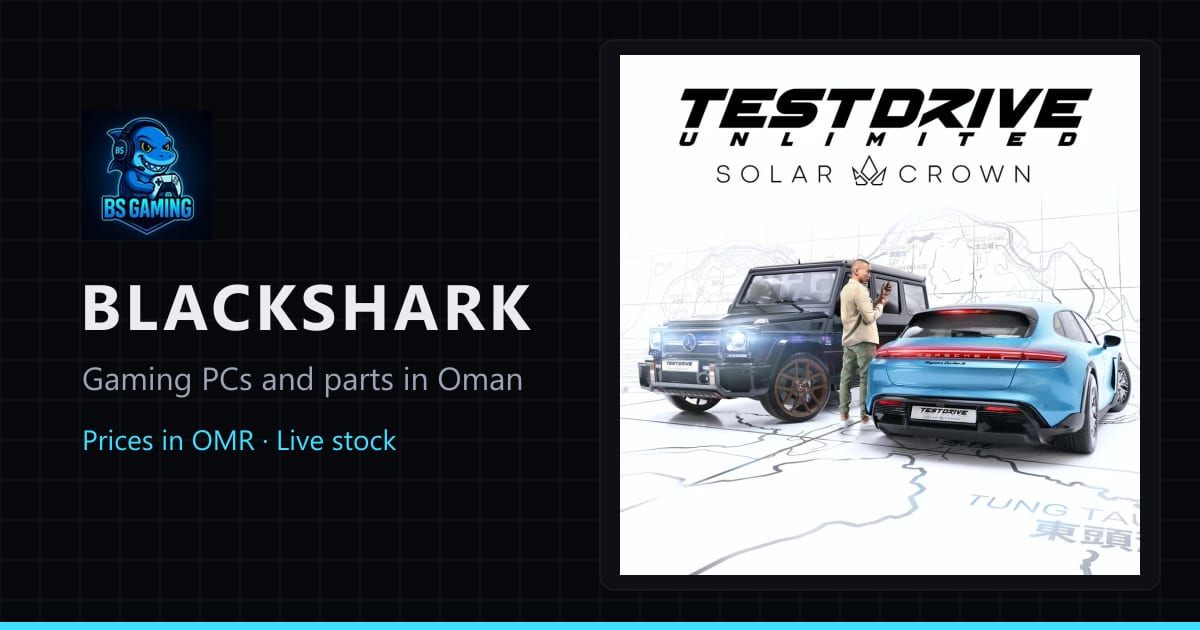 BS
BS GAMING
BLACKSHARK
Gaming PCs and parts in Oman
Prices in OMR · Live stock
TESTDRIVE
UNLIMITED
SOLAR CROWN
TESTDRIVE
PORSCHE
TESTDRIVE
TUNG TAU
東頭